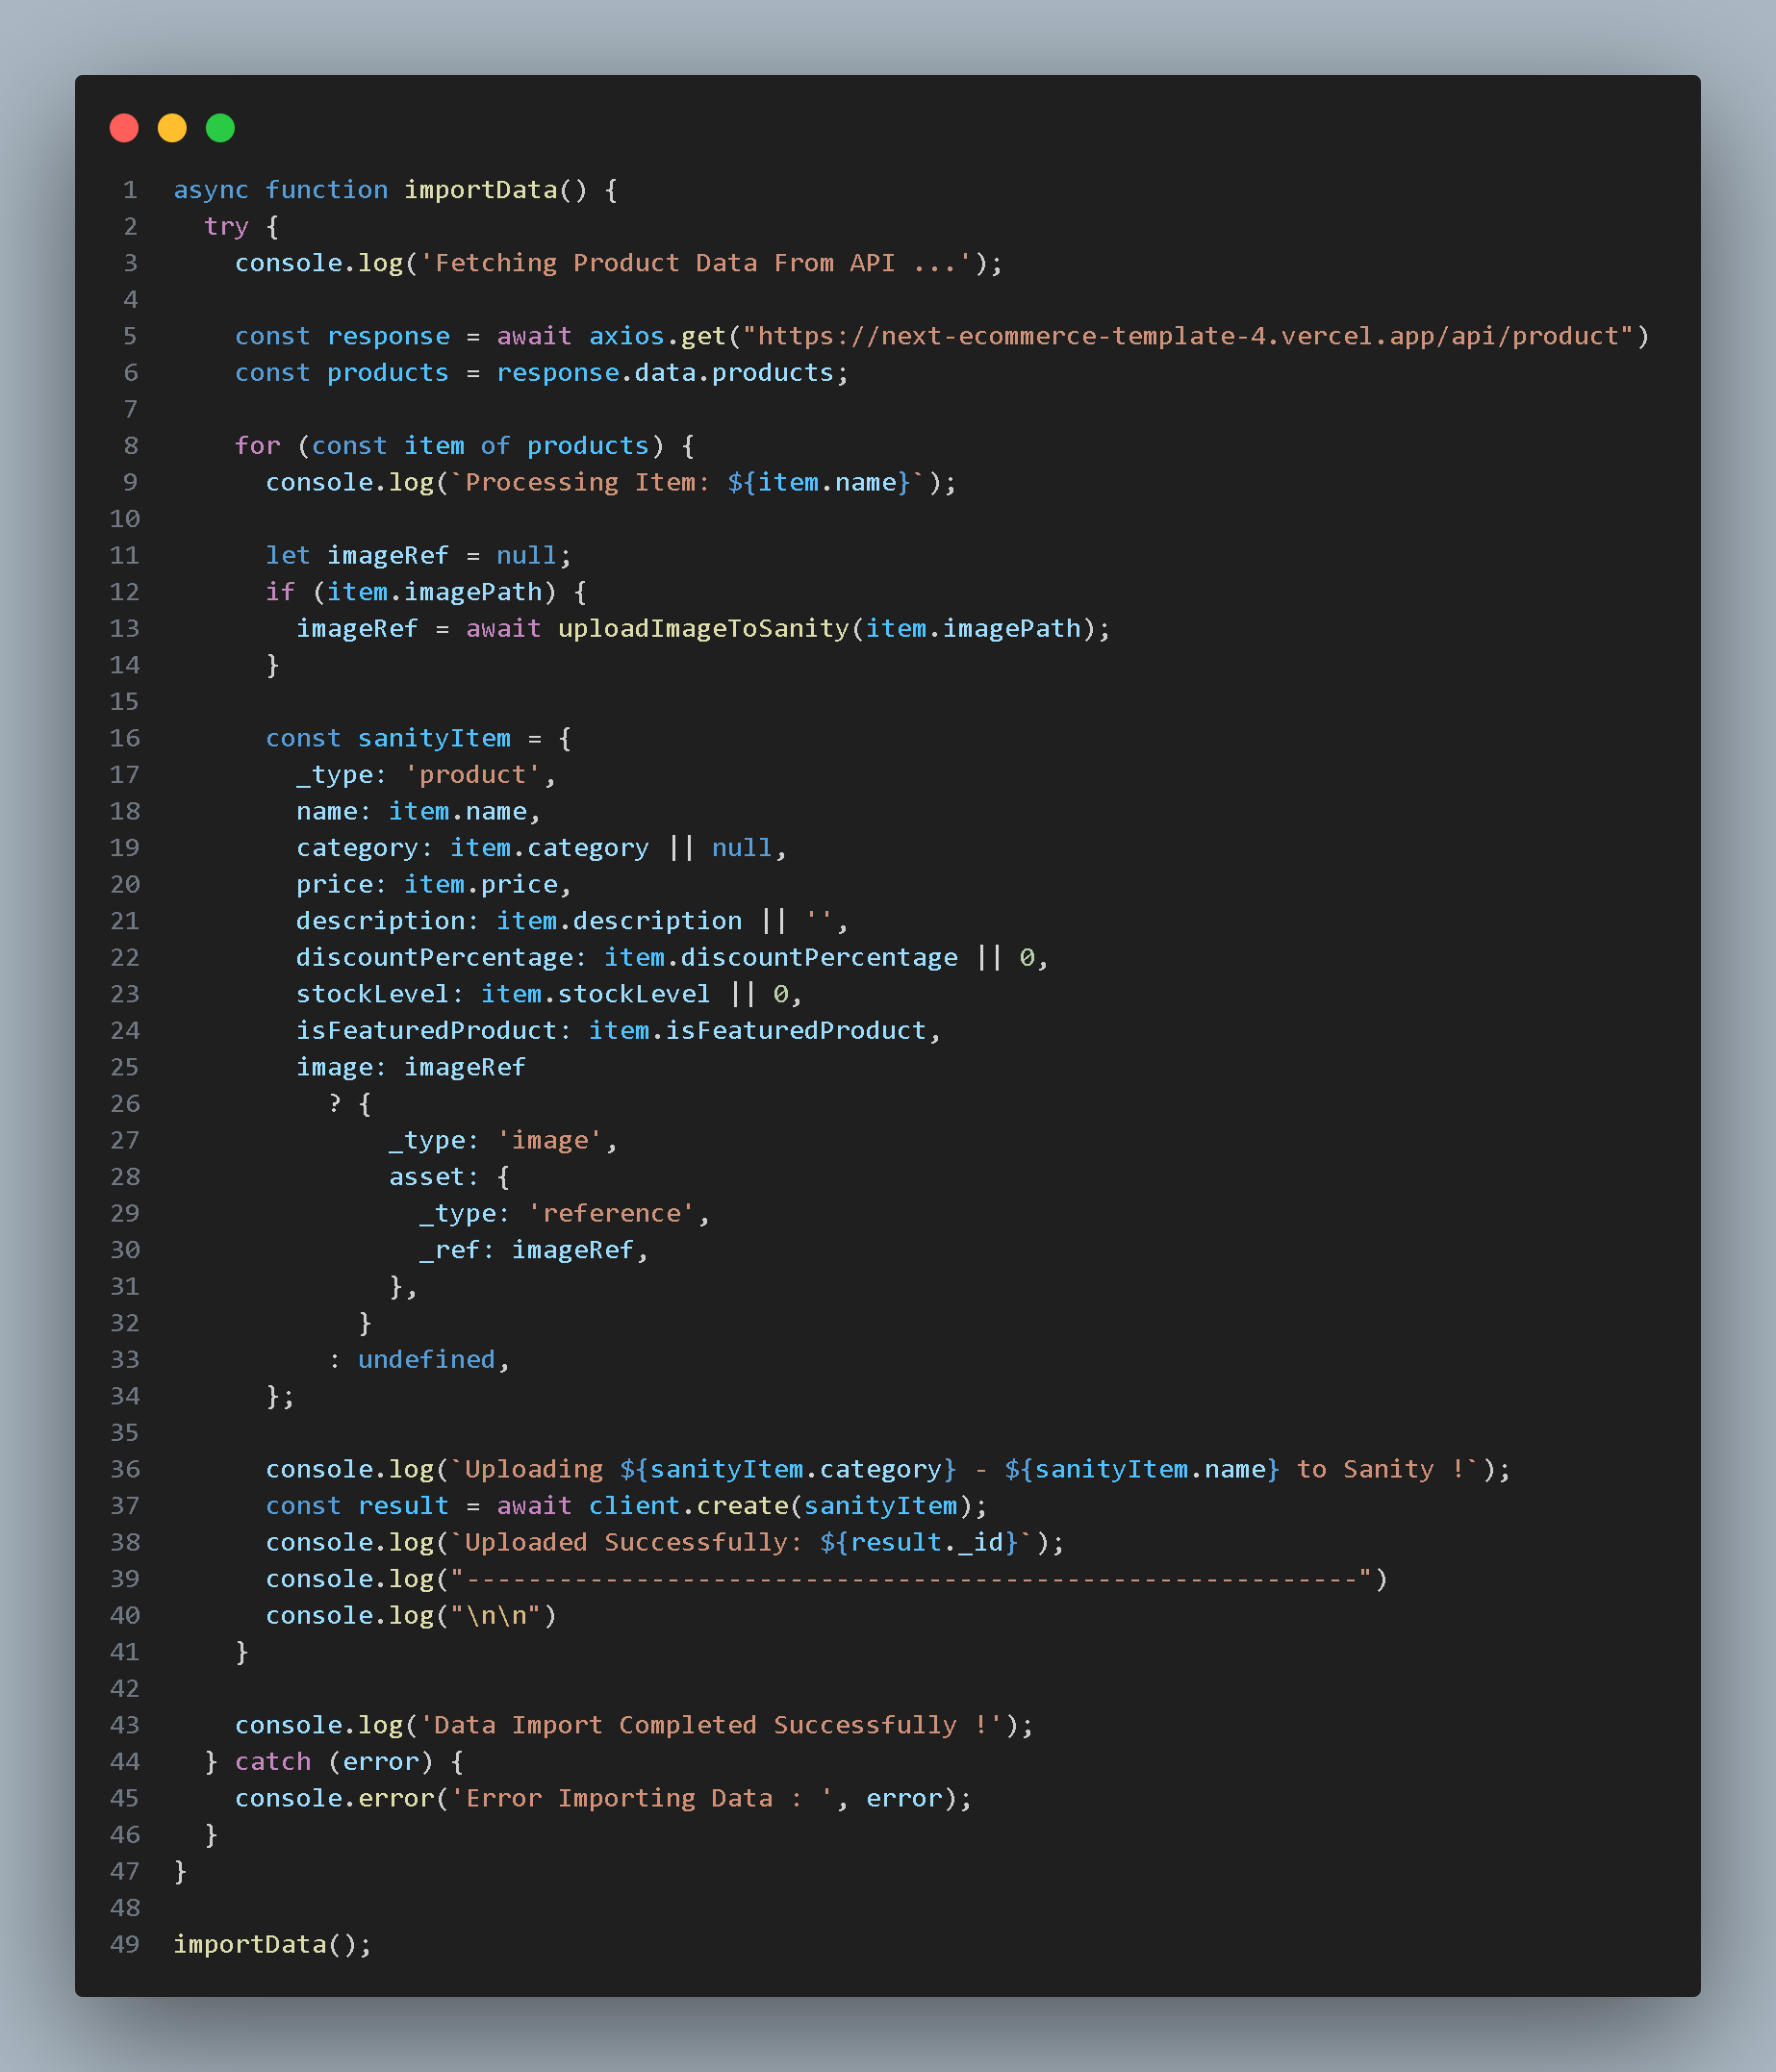 1 async function importData() {
2 try {
3 console.log('Fetching Product Data From API ...');
4
5 const response = await axios.get("https://next-ecommerce-template-4.vercel.app/api/product")
6 const products = response.data.products;
7
8 for (const item of products) {
9 console.log(`Processing Item: ${item.name}`);
10
11 let imageRef = null;
12 if (item.imagePath) {
13 imageRef = await uploadImageToSanity(item.imagePath);
14 }
15
16 const sanityItem = {
17 _type: 'product',
18 name: item.name,
19 category: item.category || null,
20 price: item.price,
21 description: item.description || '',
22 discountPercentage: item.discountPercentage || 0,
23 stockLevel: item.stockLevel || 0,
24 isFeaturedProduct: item.isFeaturedProduct,
25 image: imageRef
26 ? {
27 _type: 'image',
28 asset: {
29 _type: 'reference',
30 _ref: imageRef,
31 },
32 }
33 : undefined,
34 };
35
36 console.log(`Uploading ${sanityItem.category} - ${sanityItem.name} to Sanity !`);
37 const result = await client.create(sanityItem);
38 console.log(`Uploaded Successfully: ${result._id}`);
39 console.log("----------------------------------------------------------")
40 console.log("\n\n")
41 }
42
43 console.log('Data Import Completed Successfully !');
44 } catch (error) {
45 console.error('Error Importing Data : ', error);
46 }
47 }
48
49 importData();